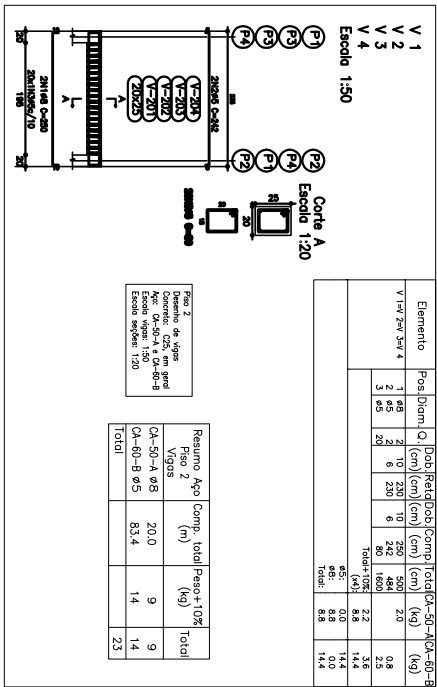 V 1
V 2
V 3
V 4
Escala 1:50
P1 P3 P3 P4
P2 P4 P1 P2
239
2N2ø5 C=242
V-204
V-203
V-202
V-201
20x25
A A
2N1ø8 C=250
20x1N3ø5c/10
20 195 20
Corte A
Escala 1:20
20
Elemento Pos. Diam. Q. Dob. (cm) Reta (cm) Dob. (cm) Comp. (cm) Total (cm) CA-50-A (kg) CA-60-B (kg)
V 1=V 2=V 3=V 4 1 ø8 2 10 230 10 250 500 2.0
2 ø5 2 6 230 6 242 484 0.8
3 ø5 20 80 1600 2.5
Total+10%: 2.2 3.6
(x4): 8.8 14.4
ø5: 0.0 14.4
ø8: 8.8 0.0
Total: 8.8 14.4
Piso 2
Desenho de vigas
Concreto: C25, em geral
Aço: CA-50-A e CA-60-B
Escala vigas: 1:50
Escala seções: 1:20
Resumo Aço Piso 2 Vigas Comp. total (m) Peso+10% (kg) Total
CA-50-A ø8 20.0 9 9
CA-60-B ø5 83.4 14 14
Total 23